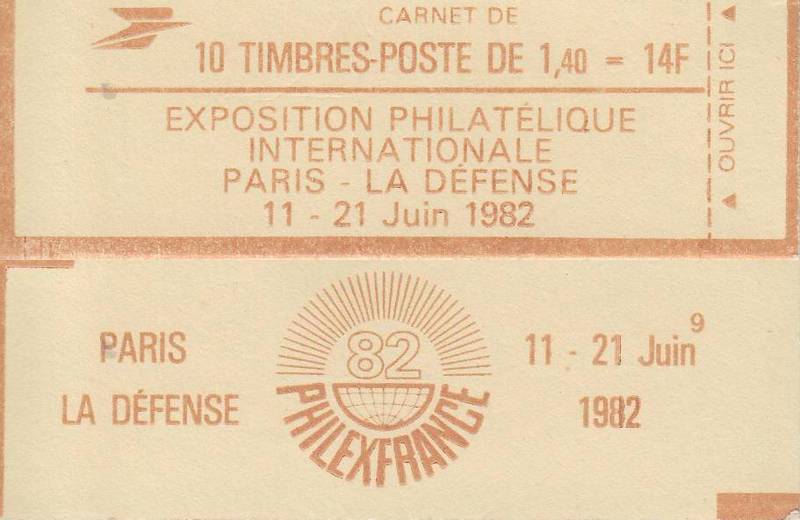 CARNET DE
10 TIMBRES-POSTE DE 1,40 = 14F
OUVRIR ICI
EXPOSITION PHILATÉLIQUE
INTERNATIONALE
PARIS - LA DÉFENSE
11 - 21 Juin 1982
PARIS
LA DÉFENSE
82
PHILEXFRANCE
9
11 - 21 Juin
1982